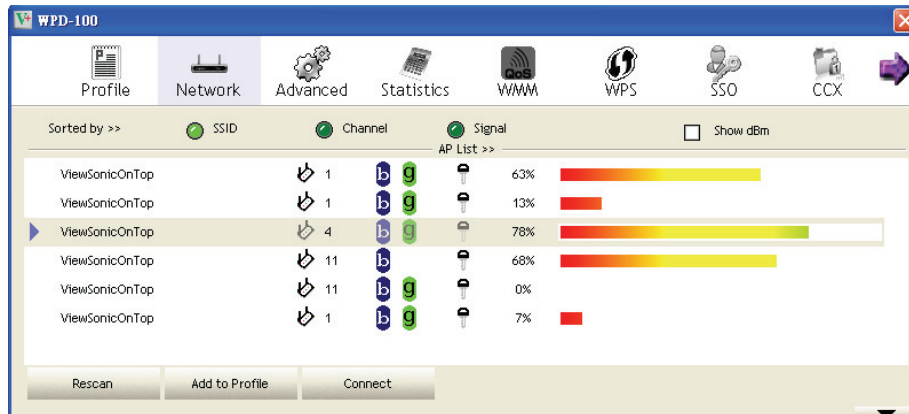 WPD-100
Profile Network Advanced Statistics QoS WMM WPS SSO CCX
Sorted by >> SSID Channel Signal Show dBm
AP List >>
ViewSonicOnTop 1 b g 63%
ViewSonicOnTop 1 b g 13%
ViewSonicOnTop 4 b g 78%
ViewSonicOnTop 11 b 68%
ViewSonicOnTop 11 b g 0%
ViewSonicOnTop 1 b g 7%
Rescan Add to Profile Connect